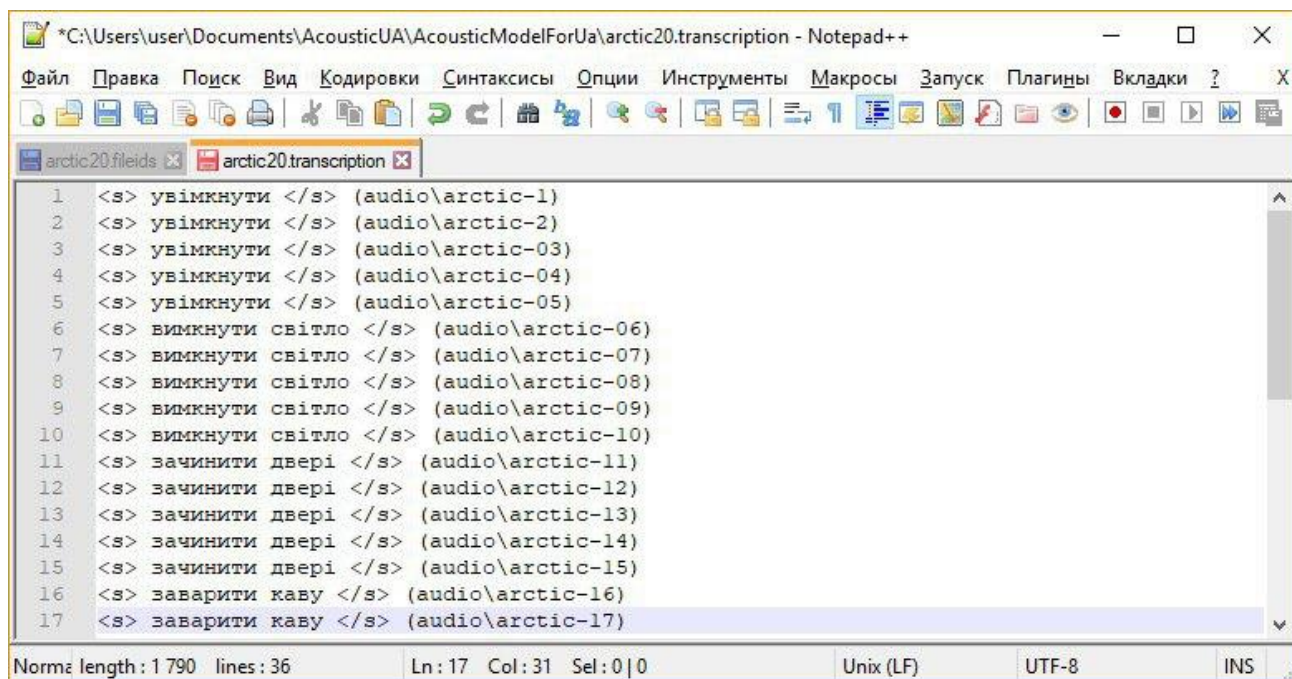 *C:\Users\user\Documents\AcousticUA\AcousticModelForUa\arctic20.transcription - Notepad++
Файл Правка Поиск Вид Кодировки Синтаксисы Опции Инструменты Макросы Запуск Плагины Вкладки ? X
arctic20.fileids arctic20.transcription
1 <s> увімкнути </s> (audio\arctic-1)
2 <s> увімкнути </s> (audio\arctic-2)
3 <s> увімкнути </s> (audio\arctic-03)
4 <s> увімкнути </s> (audio\arctic-04)
5 <s> увімкнути </s> (audio\arctic-05)
6 <s> вимкнути світло </s> (audio\arctic-06)
7 <s> вимкнути світло </s> (audio\arctic-07)
8 <s> вимкнути світло </s> (audio\arctic-08)
9 <s> вимкнути світло </s> (audio\arctic-09)
10 <s> вимкнути світло </s> (audio\arctic-10)
11 <s> зачинити двері </s> (audio\arctic-11)
12 <s> зачинити двері </s> (audio\arctic-12)
13 <s> зачинити двері </s> (audio\arctic-13)
14 <s> зачинити двері </s> (audio\arctic-14)
15 <s> зачинити двері </s> (audio\arctic-15)
16 <s> заварити каву </s> (audio\arctic-16)
17 <s> заварити каву </s> (audio\arctic-17)
Norma length : 1 790 lines : 36 Ln : 17 Col : 31 Sel : 0 | 0 Unix (LF) UTF-8 INS